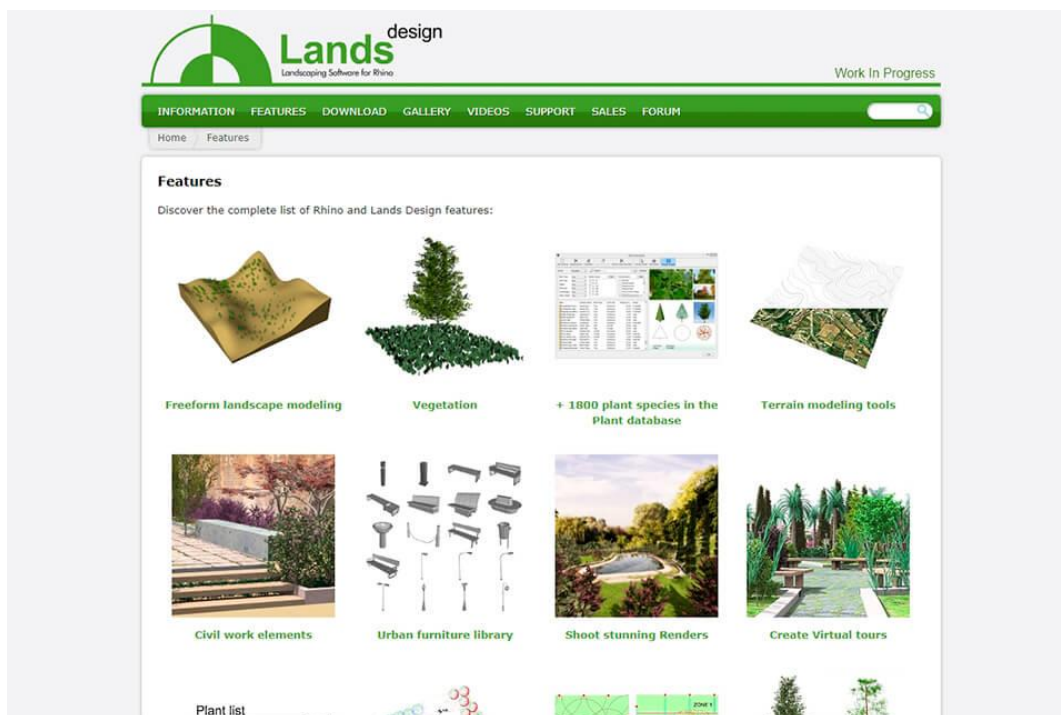 Lands design
Landscaping Software for Rhino
Work In Progress
INFORMATION FEATURES DOWNLOAD GALLERY VIDEOS SUPPORT SALES FORUM
Home Features
Features
Discover the complete list of Rhino and Lands Design features:
Freeform landscape modeling
Vegetation
+ 1800 plant species in the
Plant database
Terrain modeling tools
Civil work elements
Urban furniture library
Shoot stunning Renders
Create Virtual tours
Plant list
ZONE 1